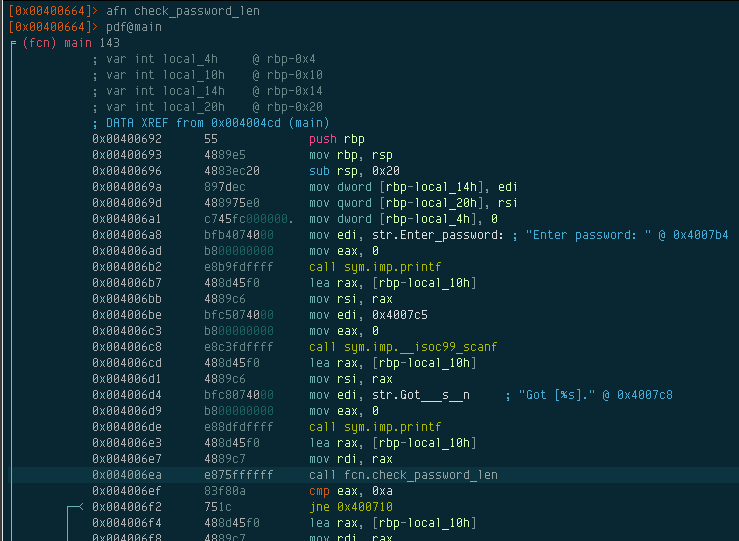 [0x00400664]> afn check_password_len
[0x00400664]> pdf@main
(fcn) main 143
; var int local_4h @ rbp-0x4
; var int local_10h @ rbp-0x10
; var int local_14h @ rbp-0x14
; var int local_20h @ rbp-0x20
; DATA XREF from 0x004004cd (main)
0x00400692 55 push rbp
0x00400693 4889e5 mov rbp, rsp
0x00400696 4883ec20 sub rsp, 0x20
0x0040069a 897dec mov dword [rbp-local_14h], edi
0x0040069d 488975e0 mov qword [rbp-local_20h], rsi
0x004006a1 c745fc000000. mov dword [rbp-local_4h], 0
0x004006a8 bfb4074000 mov edi, str.Enter_password: ; "Enter password: " @ 0x4007b4
0x004006ad b800000000 mov eax, 0
0x004006b2 e8b9fdffff call sym.imp.printf
0x004006b7 488d45f0 lea rax, [rbp-local_10h]
0x004006bb 4889c6 mov rsi, rax
0x004006be bfc5074000 mov edi, 0x4007c5
0x004006c3 b800000000 mov eax, 0
0x004006c8 e8c3fdffff call sym.imp.__isoc99_scanf
0x004006cd 488d45f0 lea rax, [rbp-local_10h]
0x004006d1 4889c6 mov rsi, rax
0x004006d4 bfc8074000 mov edi, str.Got___s__n ; "Got [%s]." @ 0x4007c8
0x004006d9 b800000000 mov eax, 0
0x004006de e88dfdffff call sym.imp.printf
0x004006e3 488d45f0 lea rax, [rbp-local_10h]
0x004006e7 4889c7 mov rdi, rax
0x004006ea e875ffffff call fcn.check_password_len
0x004006ef 83f80a cmp eax, 0xa
0x004006f2 751c jne 0x400710
0x004006f4 488d45f0 lea rax, [rbp-local_10h]
0x004006f8 4889c7 mov rdi, rax